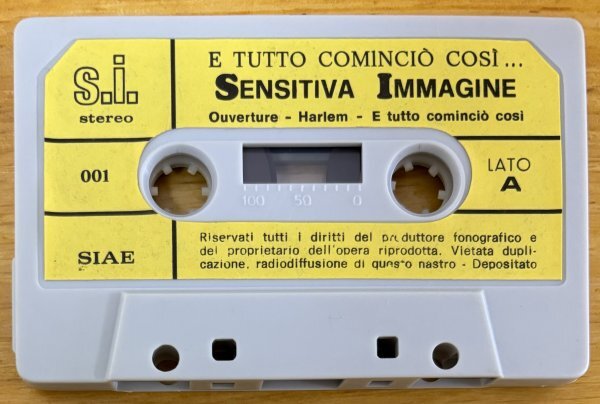 s.i.
stereo
E TUTTO COMINCIÒ COSÌ...
SENSITIVA IMMAGINE
Ouverture - Harlem - E tutto cominciò così
001
100 50 0
LATO
A
SIAE
Riservati tutti i diritti del produttore fonografico e
del proprietario dell'opera riprodotta. Vietata dupli-
cazione, radiodiffusione di questo nastro - Depositato